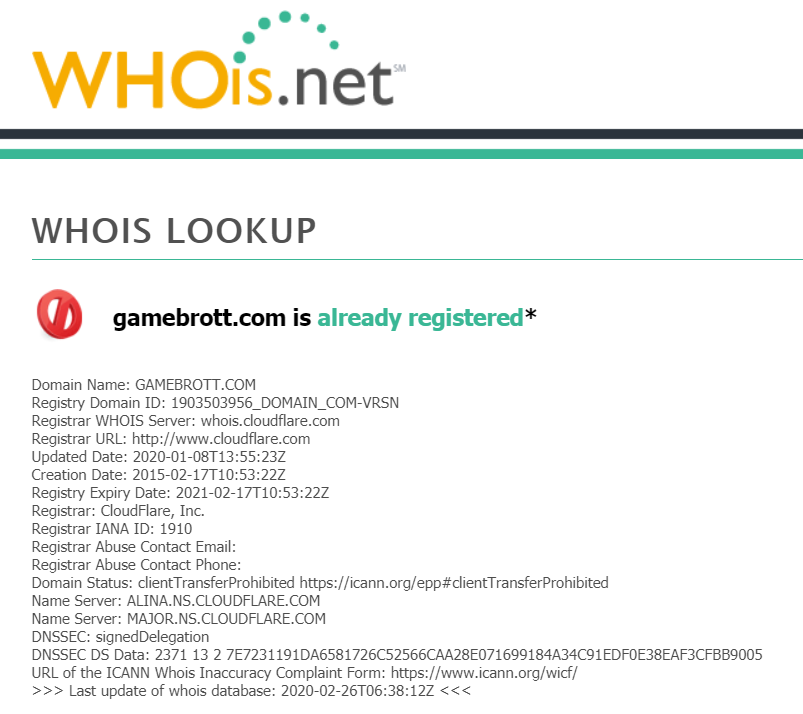 WHOis.net SM
WHOIS LOOKUP
gamebrott.com is already registered*
Domain Name: GAMEBROTT.COM
Registry Domain ID: 1903503956_DOMAIN_COM-VRSN
Registrar WHOIS Server: whois.cloudflare.com
Registrar URL: http://www.cloudflare.com
Updated Date: 2020-01-08T13:55:23Z
Creation Date: 2015-02-17T10:53:22Z
Registry Expiry Date: 2021-02-17T10:53:22Z
Registrar: CloudFlare, Inc.
Registrar IANA ID: 1910
Registrar Abuse Contact Email:
Registrar Abuse Contact Phone:
Domain Status: clientTransferProhibited https://icann.org/epp#clientTransferProhibited
Name Server: ALINA.NS.CLOUDFLARE.COM
Name Server: MAJOR.NS.CLOUDFLARE.COM
DNSSEC: signedDelegation
DNSSEC DS Data: 2371 13 2 7E7231191DA6581726C52566CAA28E071699184A34C91EDF0E38EAF3CFBB9005
URL of the ICANN Whois Inaccuracy Complaint Form: https://www.icann.org/wicf/
>>> Last update of whois database: 2020-02-26T06:38:12Z <<<